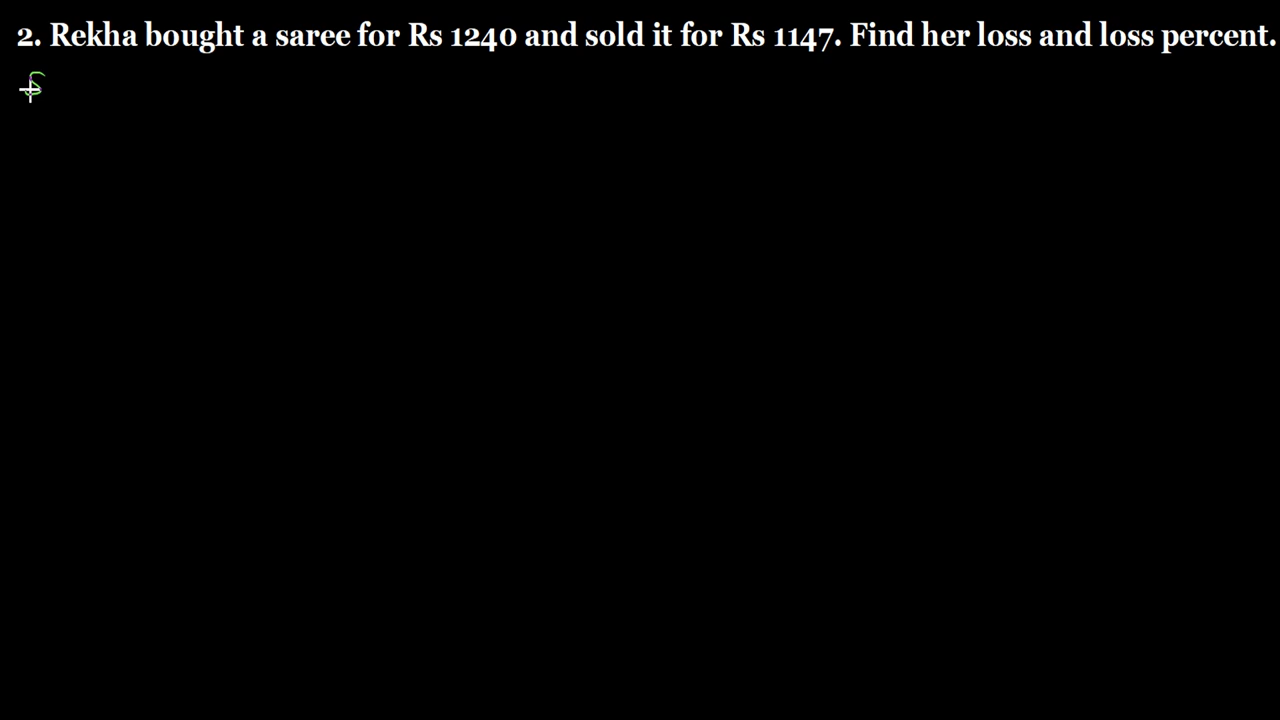 2. Rekha bought a saree for Rs 1240 and sold it for Rs 1147. Find her loss and loss percent.
S